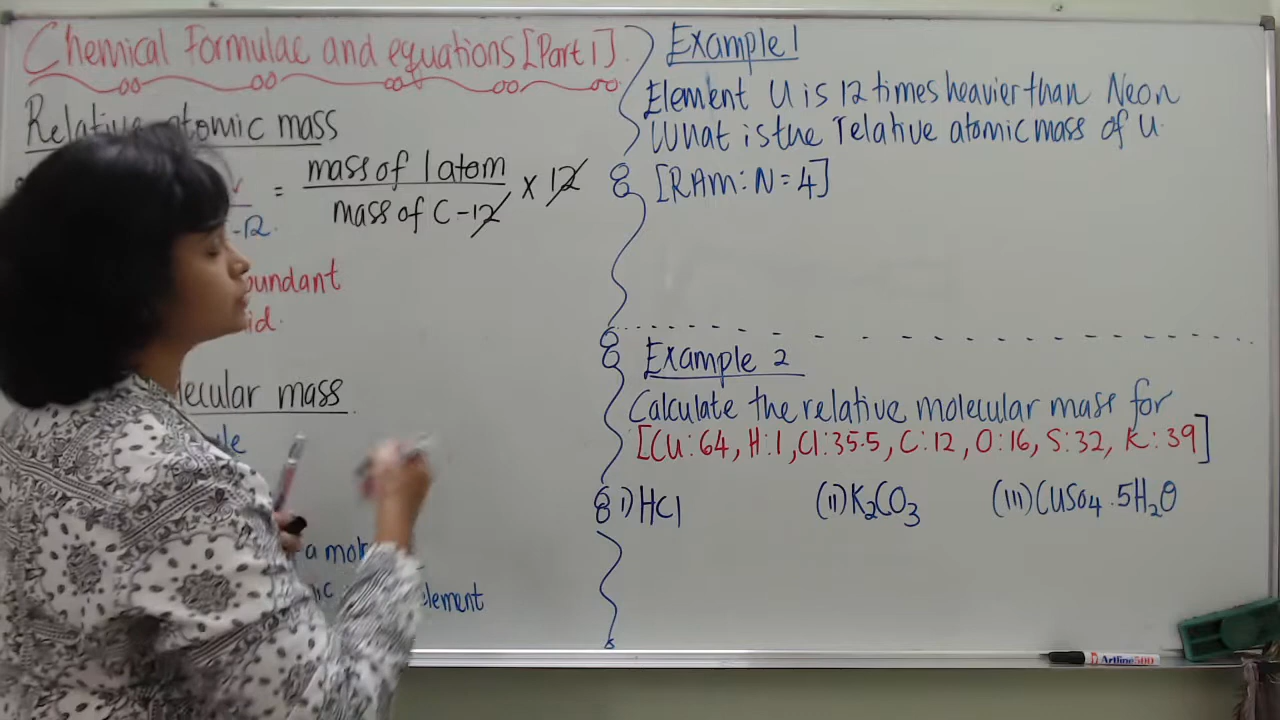 Chemical Formulae and equations [Part 1]
Relative atomic mass
= mass of 1 atom
mass of C-12 × 12
-12.
undant
id.
lecular mass
a mol
element
Example 1
Element U is 12 times heavier than Neon
What is the relative atomic mass of U.
[RAM: N = 4]
Example 2
Calculate the relative molecular mass for
[Cu: 64, H: 1, Cl: 35.5, C: 12, O: 16, S: 32, K: 39]
i) HCl (ii) K₂CO₃ (iii) CuSO₄ . 5H₂O
Artline 500